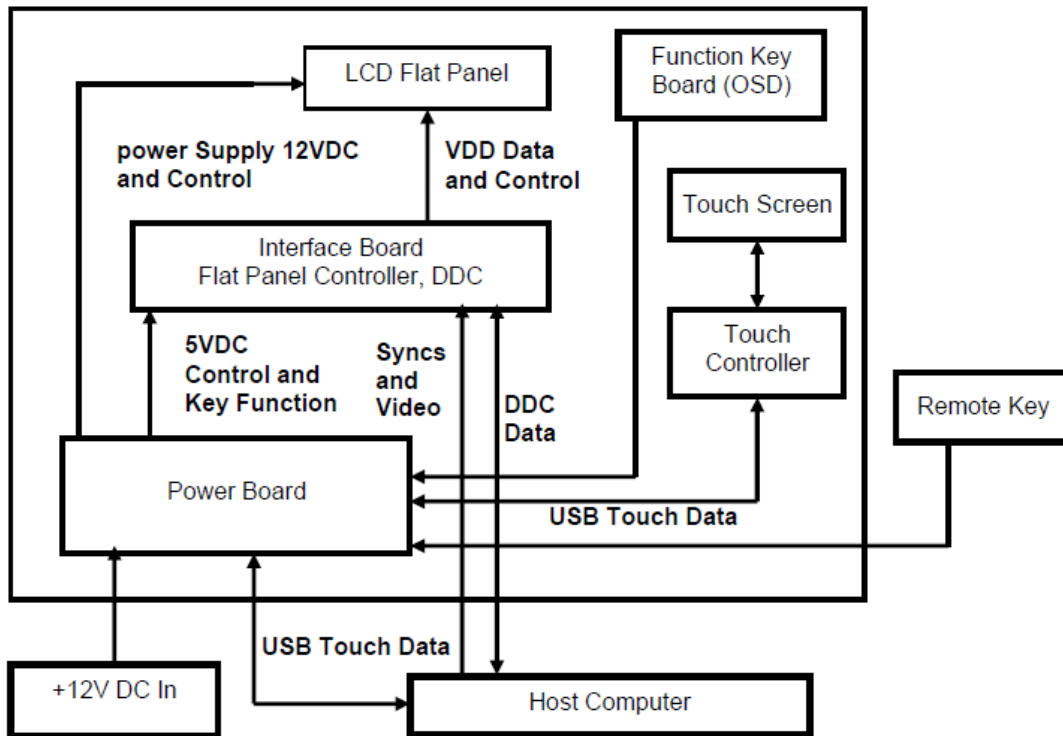 LCD Flat Panel
Function Key
Board (OSD)
power Supply 12VDC
and Control
VDD Data
and Control
Touch Screen
Interface Board
Flat Panel Controller, DDC
Touch
Controller
5VDC
Control and
Key Function
Syncs
and
Video
DDC
Data
Remote Key
Power Board
USB Touch Data
USB Touch Data
+12V DC In
Host Computer